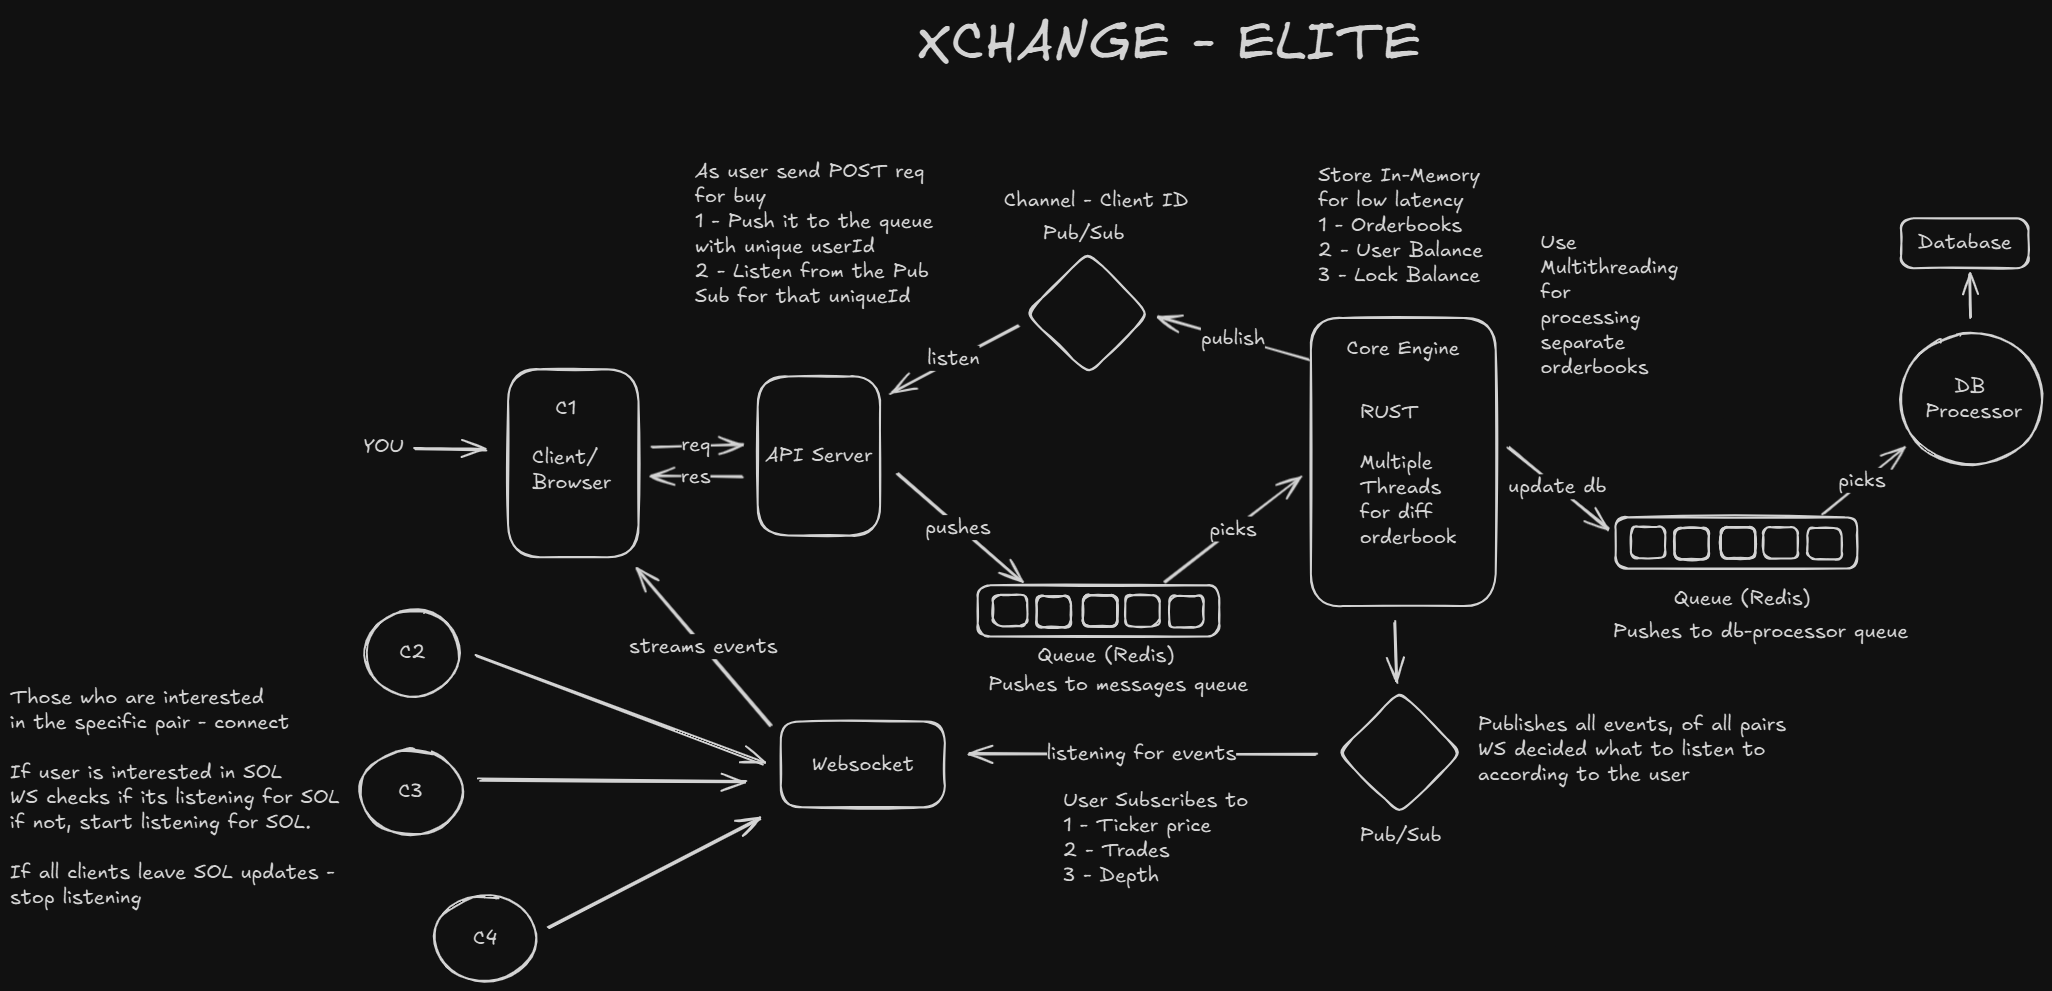 XCHANGE - ELITE
As user send POST req
for buy
1 - Push it to the queue
with unique userId
2 - Listen from the Pub
Sub for that uniqueId
Channel - Client ID
Pub/Sub
Store In-Memory
for low latency
1 - Orderbooks
2 - User Balance
3 - Lock Balance
Use
Multithreading
for
processing
separate
orderbooks
Database
DB
Processor
listen
publish
YOU
C1
Client/
Browser
req
res
API Server
Core Engine
RUST
Multiple
Threads
for diff
orderbook
pushes
picks
update db
picks
Queue (Redis)
Pushes to messages queue
Queue (Redis)
Pushes to db-processor queue
streams events
C2
C3
C4
Those who are interested
in the specific pair - connect
If user is interested in SOL
WS checks if its listening for SOL
if not, start listening for SOL.
If all clients leave SOL updates -
stop listening
Websocket
listening for events
User Subscribes to
1 - Ticker price
2 - Trades
3 - Depth
Pub/Sub
Publishes all events, of all pairs
WS decided what to listen to
according to the user